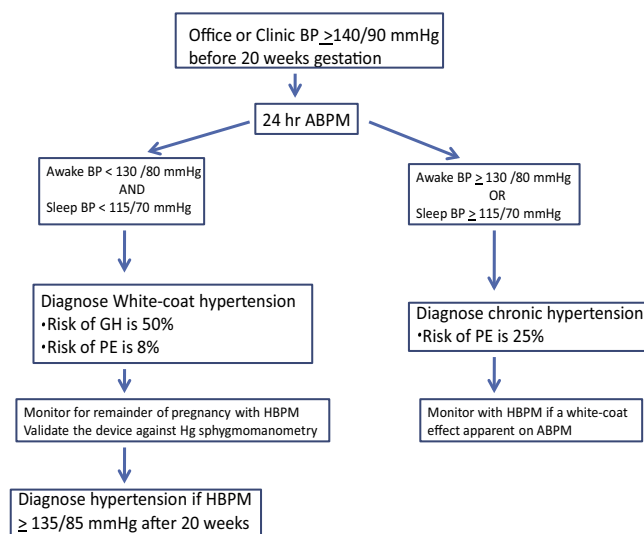 Office or Clinic BP ≥140/90 mmHg
before 20 weeks gestation
24 hr ABPM
Awake BP < 130 /80 mmHg
AND
Sleep BP < 115/70 mmHg
Awake BP ≥ 130 /80 mmHg
OR
Sleep BP ≥ 115/70 mmHg
Diagnose White-coat hypertension
•Risk of GH is 50%
•Risk of PE is 8%
Diagnose chronic hypertension
•Risk of PE is 25%
Monitor for remainder of pregnancy with HBPM
Validate the device against Hg sphygmomanometry
Monitor with HBPM if a white-coat
effect apparent on ABPM
Diagnose hypertension if HBPM
≥ 135/85 mmHg after 20 weeks